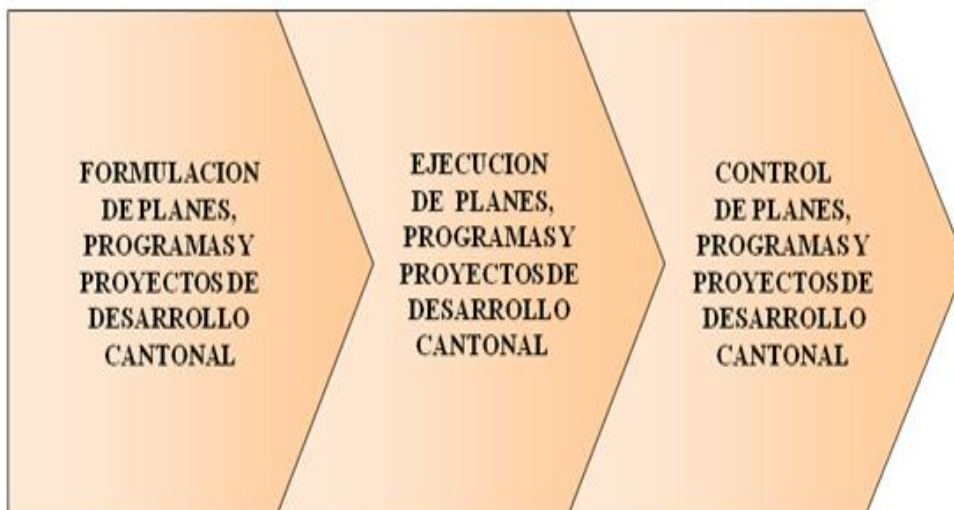 FORMULACION
DE PLANES,
PROGRAMAS Y
PROYECTOS DE
DESARROLLO
CANTONAL
EJECUCION
DE PLANES,
PROGRAMAS Y
PROYECTOS DE
DESARROLLO
CANTONAL
CONTROL
DE PLANES,
PROGRAMAS Y
PROYECTOS DE
DESARROLLO
CANTONAL